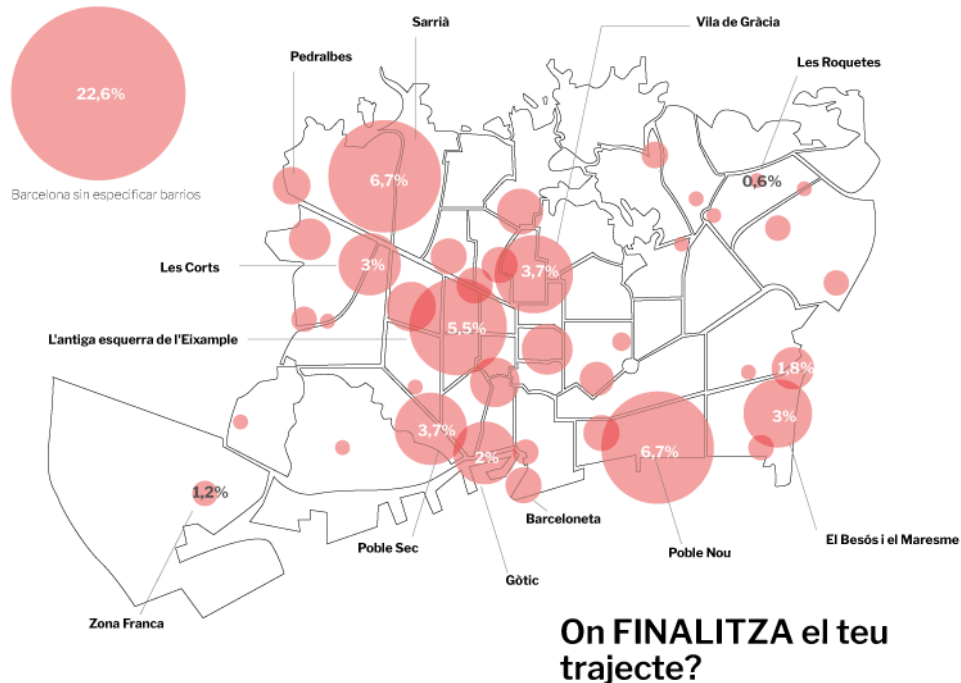 Sarrià
Vila de Gràcia
Pedralbes
Les Roquetes
22,6%
6,7%
0,6%
Barcelona sin especificar barrios
Les Corts
3%
3,7%
L'antiga esquerra de l'Eixample
5,5%
1,8%
3%
3,7%
2%
6,7%
1,2%
Barceloneta
El Besós i el Maresme
Poble Sec
Poble Nou
Gòtic
Zona Franca
On FINALITZA el teu
trajecte?